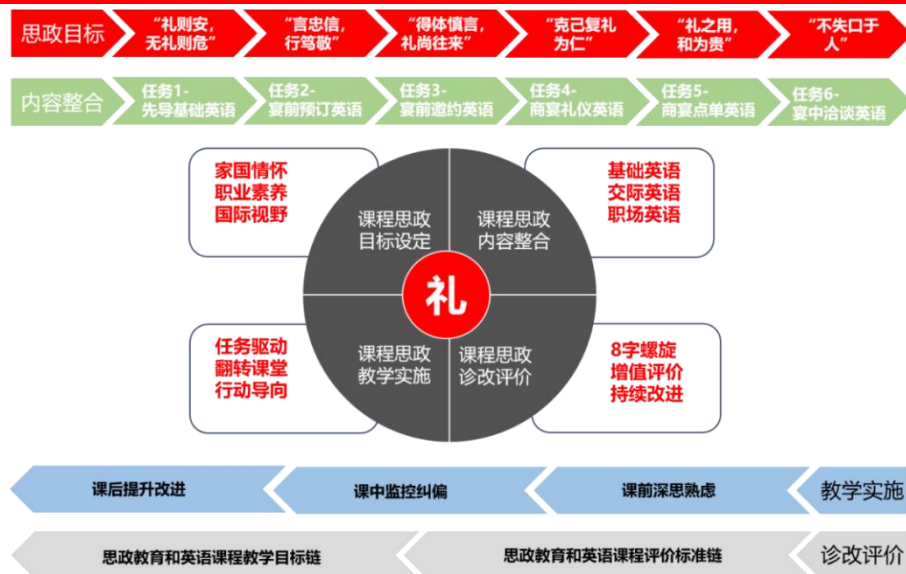 思政目标
“礼则安，
无礼则危”
“言忠信，
行笃敬”
“得体慎言，
礼尚往来”
“克己复礼
为仁”
“礼之用，
和为贵”
“不失口于
人”
内容整合
任务1-
先导基础英语
任务2-
宴前预订英语
任务3-
宴前邀约英语
任务4-
商宴礼仪英语
任务5-
商宴点单英语
任务6-
宴中洽谈英语
家国情怀
职业素养
国际视野
课程思政
目标设定
课程思政
内容整合
基础英语
交际英语
职场英语
礼
任务驱动
翻转课堂
行动导向
课程思政
教学实施
课程思政
诊改评价
8字螺旋
增值评价
持续改进
课后提升改进
课中监控纠偏
课前深思熟虑
教学实施
思政教育和英语课程教学目标链
思政教育和英语课程评价标准链
诊改评价